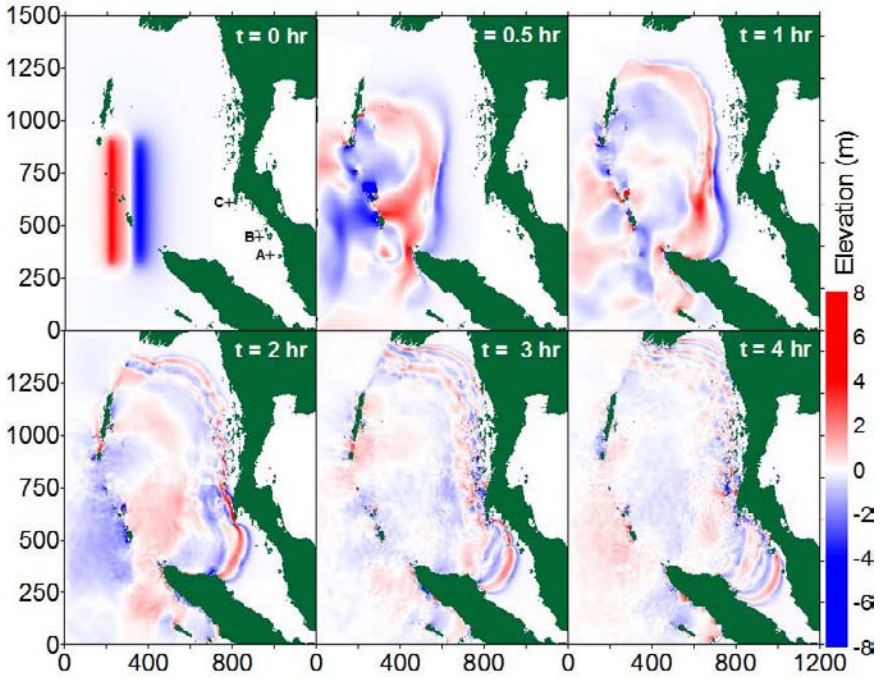 1500
1250
1000
750
500
250
0
t = 0 hr
C+
B+
A+
t = 0.5 hr
t = 1 hr
1250
1000
750
500
250
0
t = 2 hr
t = 3 hr
t = 4 hr
0 400 800 0 400 800 0 400 800 1200
Elevation (m)
8
6
4
2
0
-2
-4
-6
-8